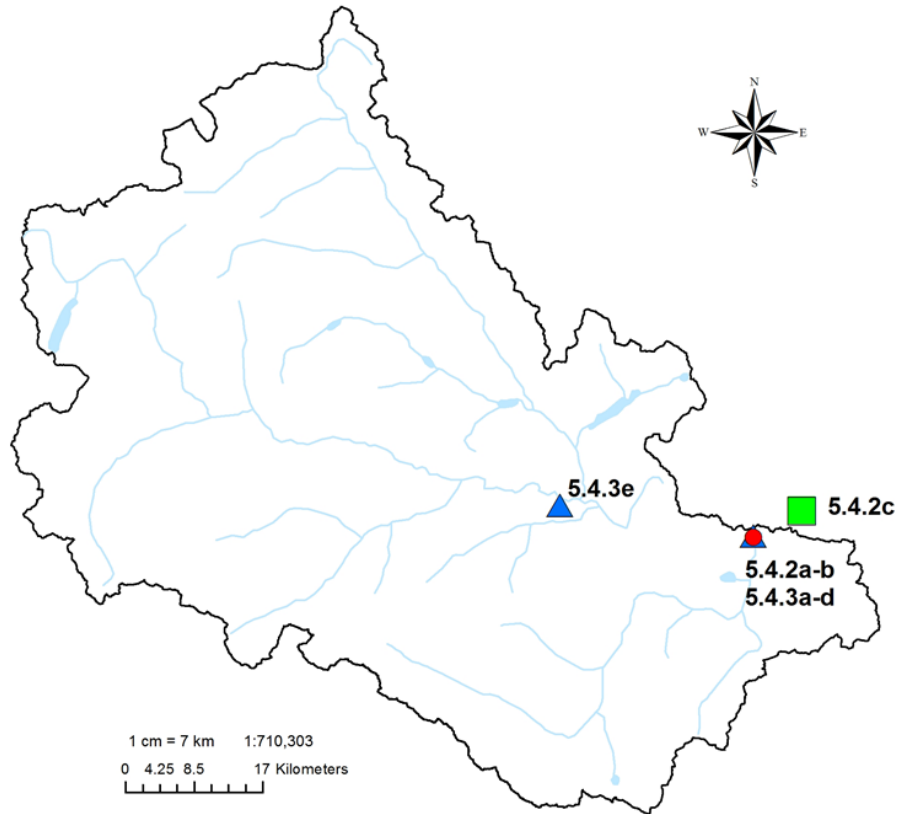 N
W E
S
5.4.3e
5.4.2c
5.4.2a-b
5.4.3a-d
1 cm = 7 km 1:710,303
0 4.25 8.5 17 Kilometers